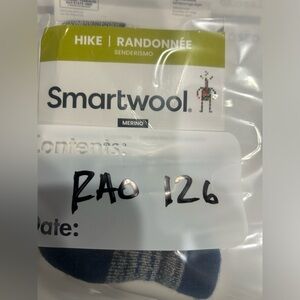 HIKE | RANDONNÉE
SENDERISMO
Smartwool®
MERINO
Contents:
RAO 126
Date: